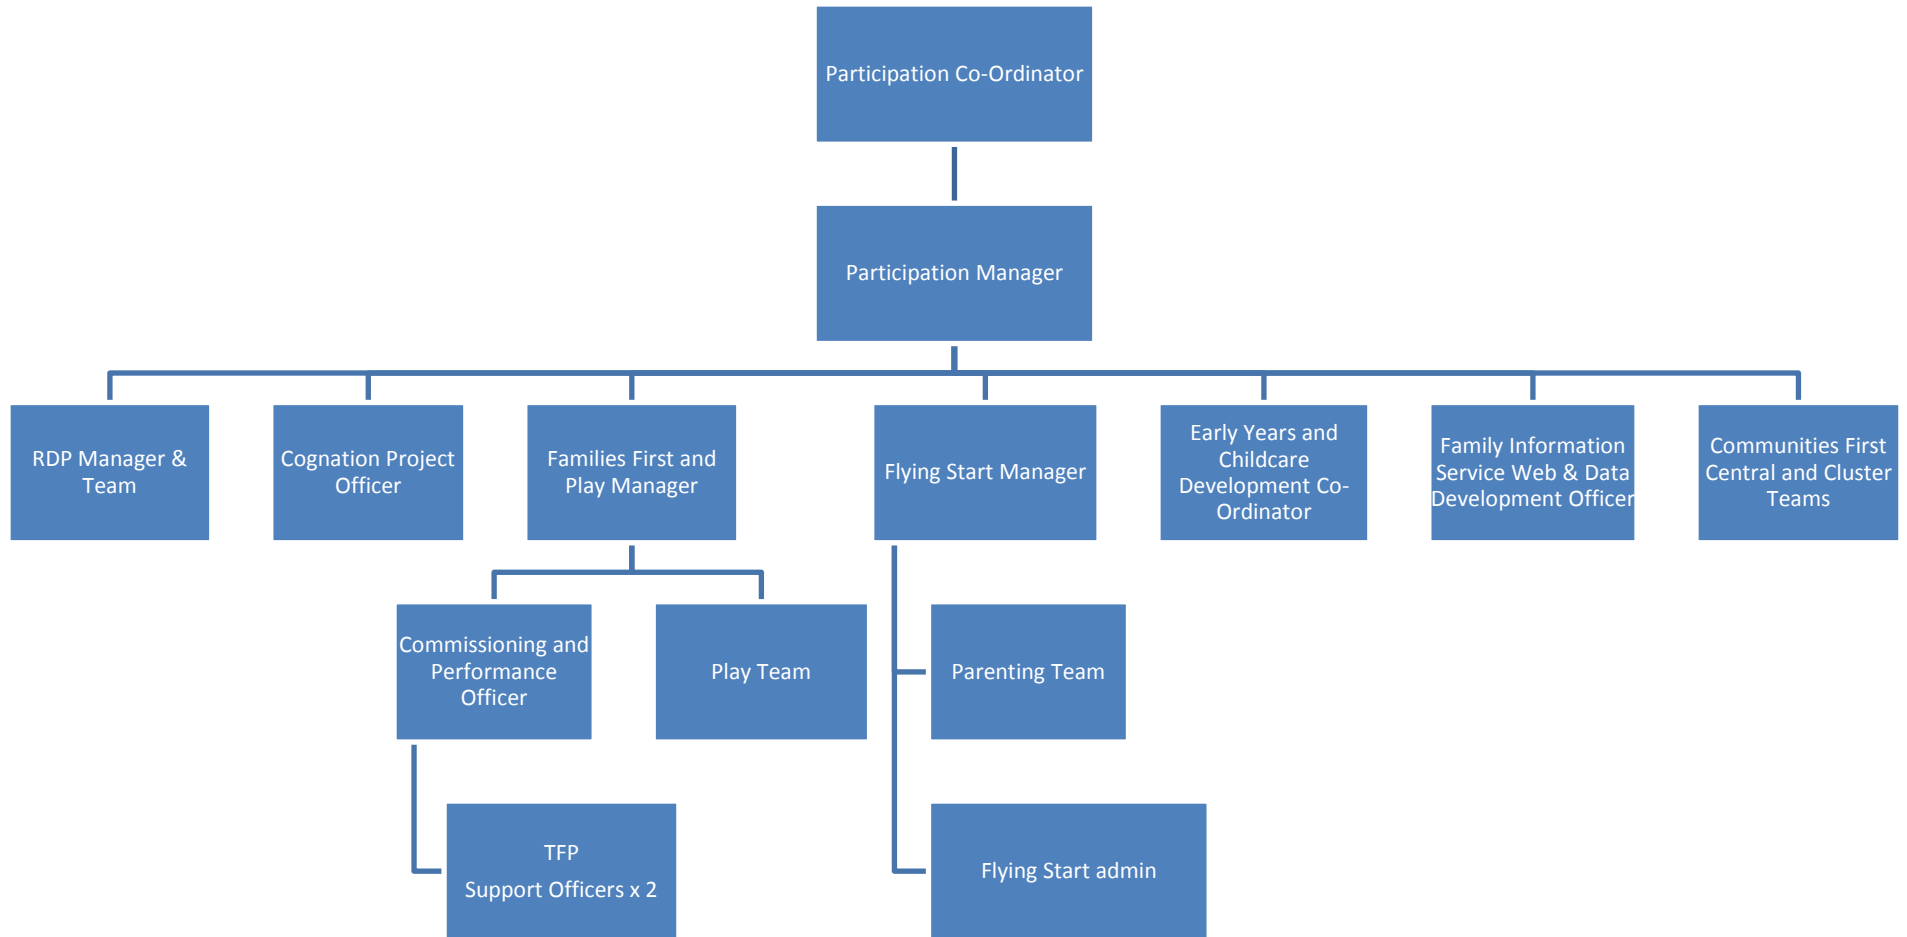 Participation Co-Ordinator
Participation Manager
RDP Manager &
Team
Cognation Project
Officer
Families First and
Play Manager
Flying Start Manager
Early Years and
Childcare
Development Co-
Ordinator
Family Information
Service Web & Data
Development Officer
Communities First
Central and Cluster
Teams
Commissioning and
Performance
Officer
Play Team
Parenting Team
TFP
Support Officers x 2
Flying Start admin